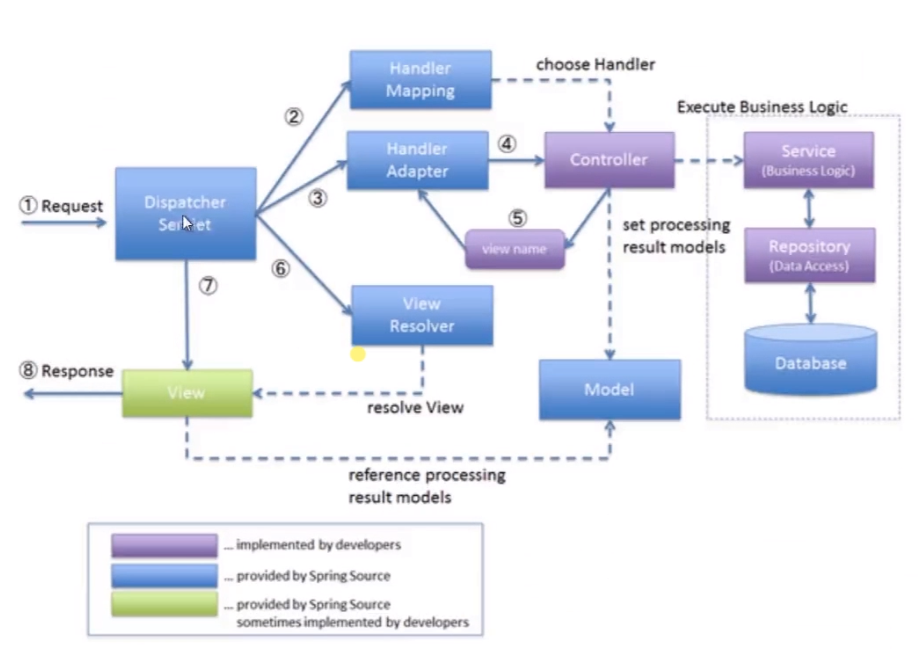 Handler
Mapping
choose Handler
②
Execute Business Logic
Handler
Adapter
④
Controller
Service
(Business Logic)
① Request
Dispatcher
③
⑤
view name
set processing
result models
Repository
(Data Access)
⑥
⑦
View
Resolver
Database
⑧ Response
View
resolve View
Model
reference processing
result models
... implemented by developers
... provided by Spring Source
... provided by Spring Source
sometimes implemented by developers